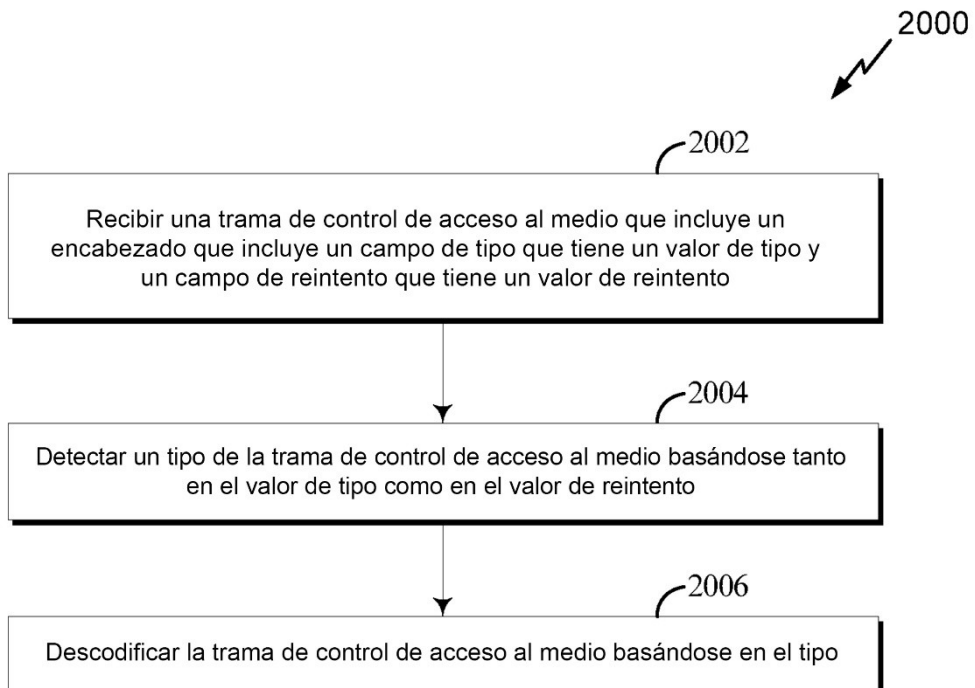 2000
2002
Recibir una trama de control de acceso al medio que incluye un
encabezado que incluye un campo de tipo que tiene un valor de tipo y
un campo de reintento que tiene un valor de reintento
2004
Detectar un tipo de la trama de control de acceso al medio basándose tanto
en el valor de tipo como en el valor de reintento
2006
Descodificar la trama de control de acceso al medio basándose en el tipo